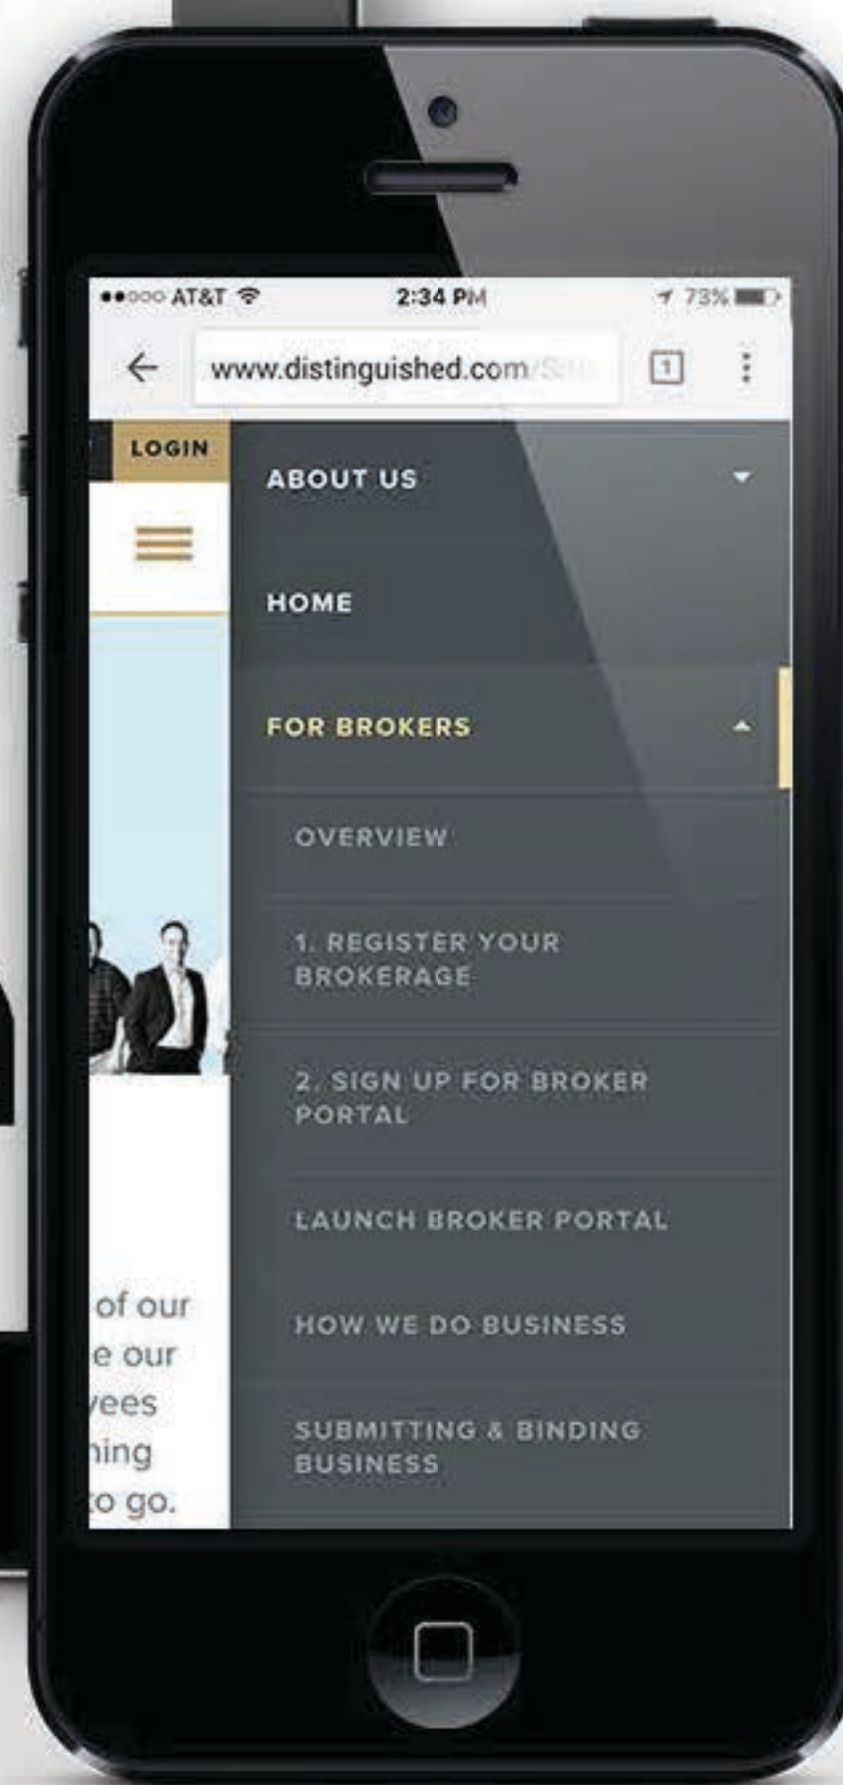 AT&T 2:34 PM 73%
www.distinguished.com
1
LOGIN
ABOUT US
HOME
FOR BROKERS
OVERVIEW
1. REGISTER YOUR
BROKERAGE
2. SIGN UP FOR BROKER
PORTAL
LAUNCH BROKER PORTAL
HOW WE DO BUSINESS
SUBMITTING & BINDING
BUSINESS
of our
e our
yees
ning
to go.